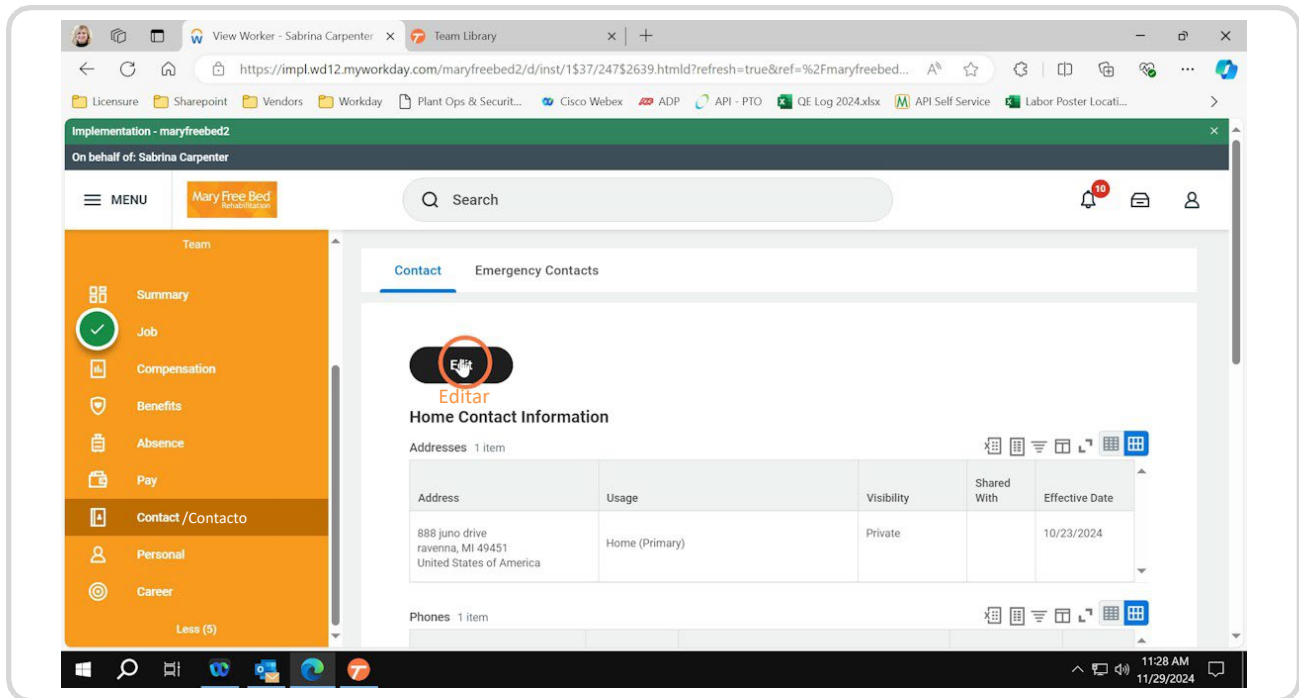 View Worker - Sabrina Carpenter
Team Library
https://impl.wd12.myworkday.com/maryfreebed2/d/inst/1$37/247$2639.htmld?refresh=true&ref=%2Fmaryfreebed...
Licensure Sharepoint Vendors Workday Plant Ops & Securit... Cisco Webex ADP API - PTO QE Log 2024.xlsx API Self Service Labor Poster Locati...
Implementation - maryfreebed2
On behalf of: Sabrina Carpenter
MENU
Mary Free Bed
Rehabilitation
Search
10
Team
Summary
Job
Compensation
Benefits
Absence
Pay
Contact /Contacto
Personal
Career
Less (5)
Contact Emergency Contacts
Edit
Editar
Home Contact Information
Addresses 1 item
Address Usage Visibility Shared With Effective Date
888 juno drive
ravenna, MI 49451
United States of America
Home (Primary)
Private
10/23/2024
Phones 1 item
11:28 AM
11/29/2024